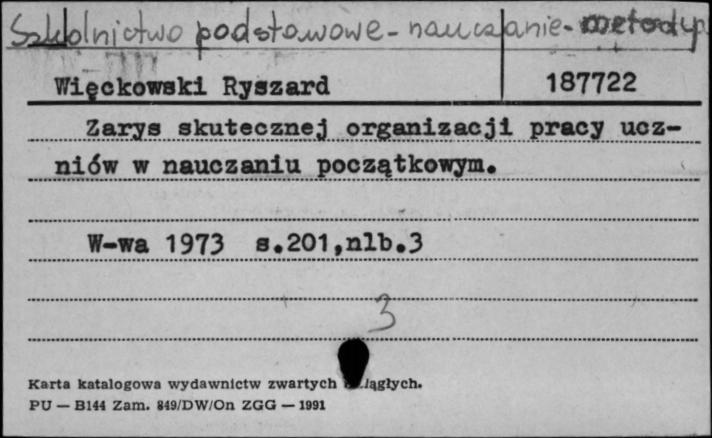 Szkolnictwo podstawowe - nauczanie - metodyka
Więckowski Ryszard 187722
Zarys skutecznej organizacji pracy ucz-
niów w nauczaniu początkowym.
W-wa 1973 s.201,nlb.3
3
Karta katalogowa wydawnictw zwartych ciągłych.
PU — B144 Zam. 849/DW/On ZGG — 1991